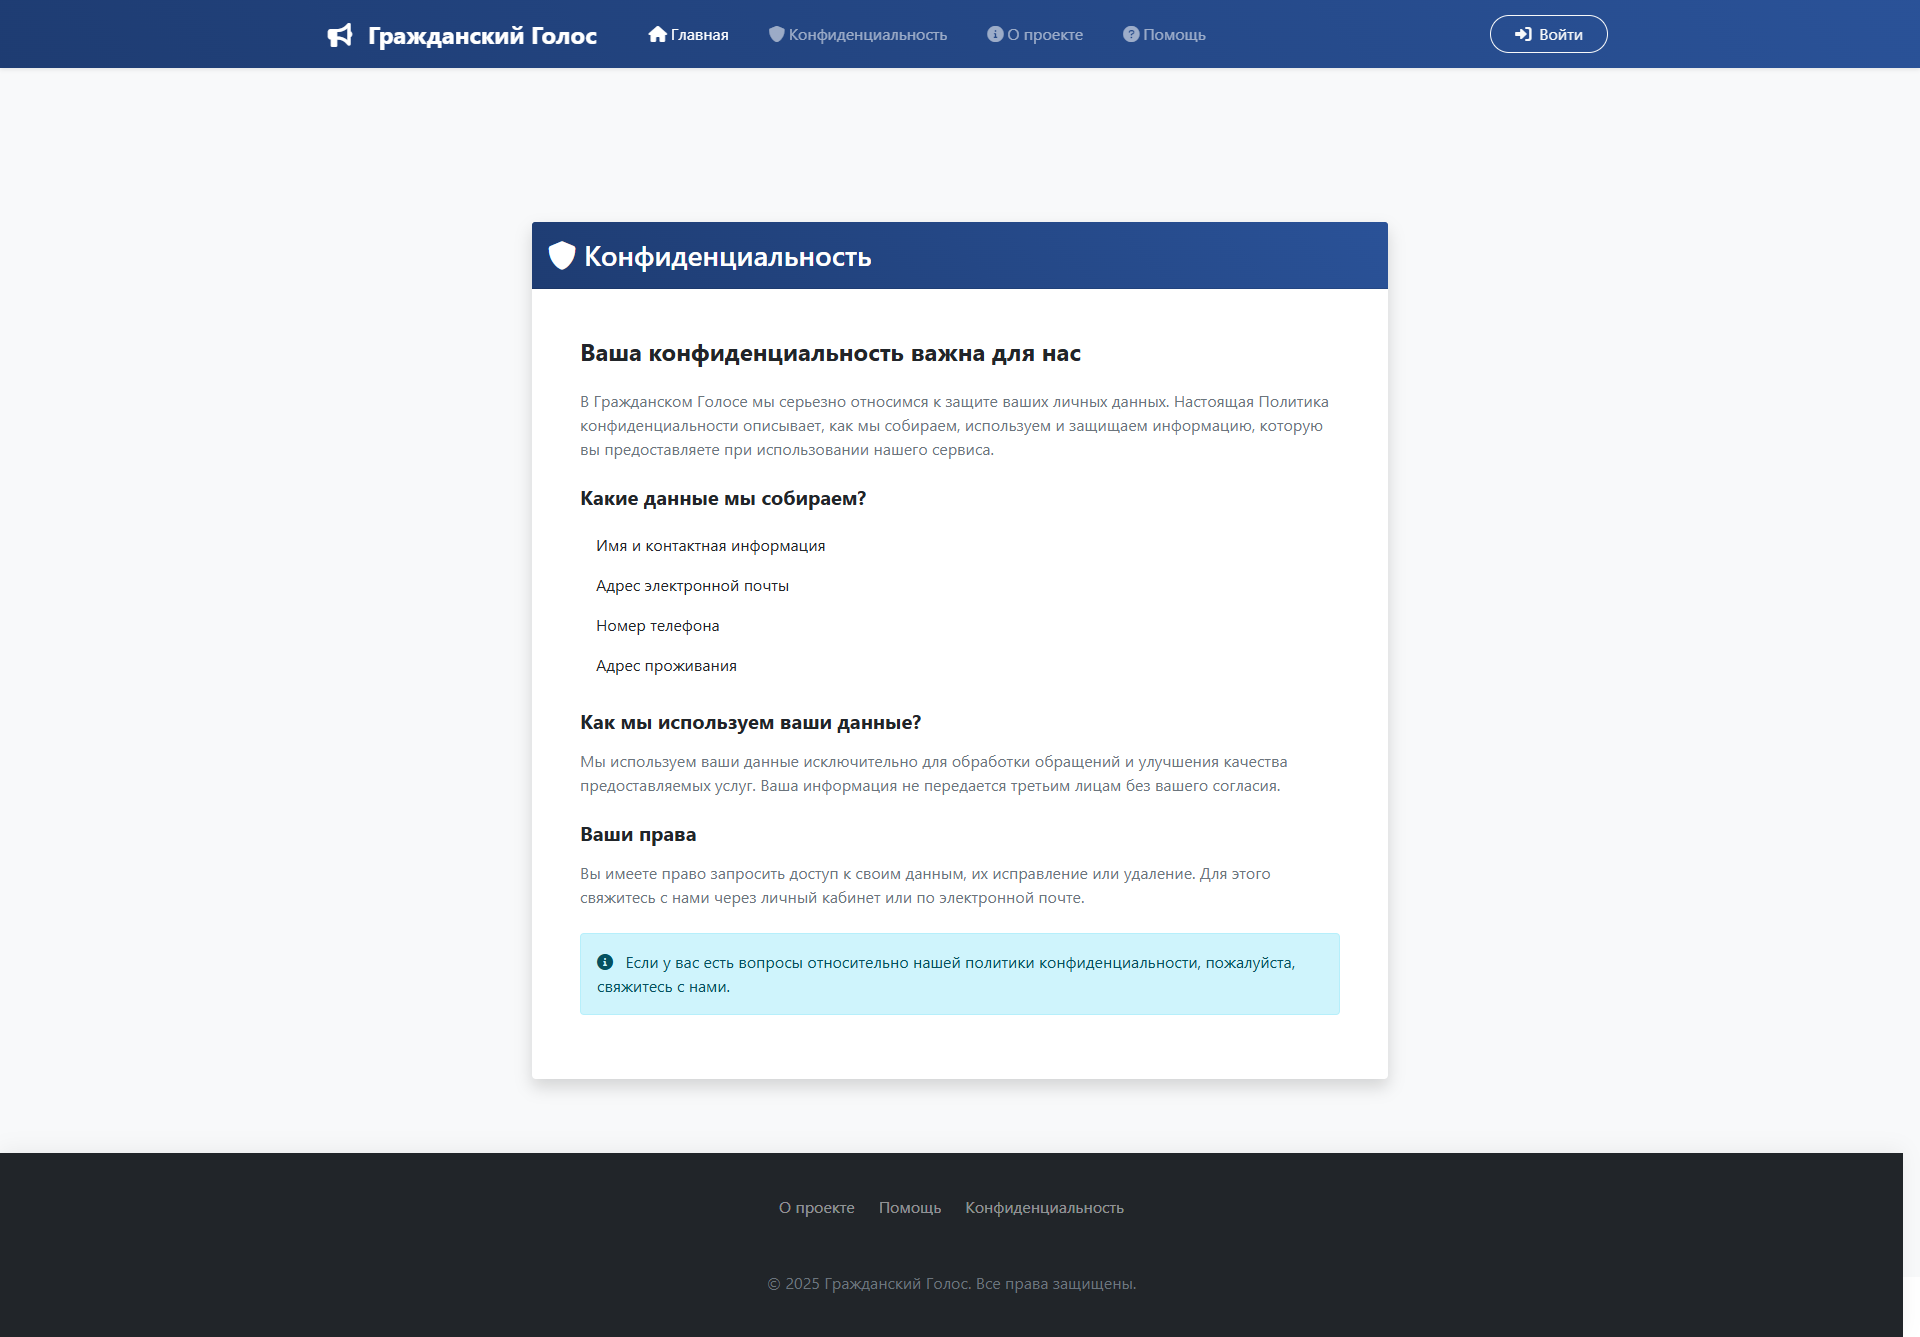 Гражданский Голос
Главная
Конфиденциальность
О проекте
Помощь
Войти
Конфиденциальность
Ваша конфиденциальность важна для нас
В Гражданском Голосе мы серьезно относимся к защите ваших личных данных. Настоящая Политика
конфиденциальности описывает, как мы собираем, используем и защищаем информацию, которую
вы предоставляете при использовании нашего сервиса.
Какие данные мы собираем?
Имя и контактная информация
Адрес электронной почты
Номер телефона
Адрес проживания
Как мы используем ваши данные?
Мы используем ваши данные исключительно для обработки обращений и улучшения качества
предоставляемых услуг. Ваша информация не передается третьим лицам без вашего согласия.
Ваши права
Вы имеете право запросить доступ к своим данным, их исправление или удаление. Для этого
свяжитесь с нами через личный кабинет или по электронной почте.
Если у вас есть вопросы относительно нашей политики конфиденциальности, пожалуйста,
свяжитесь с нами.
О проекте
Помощь
Конфиденциальность
© 2025 Гражданский Голос. Все права защищены.